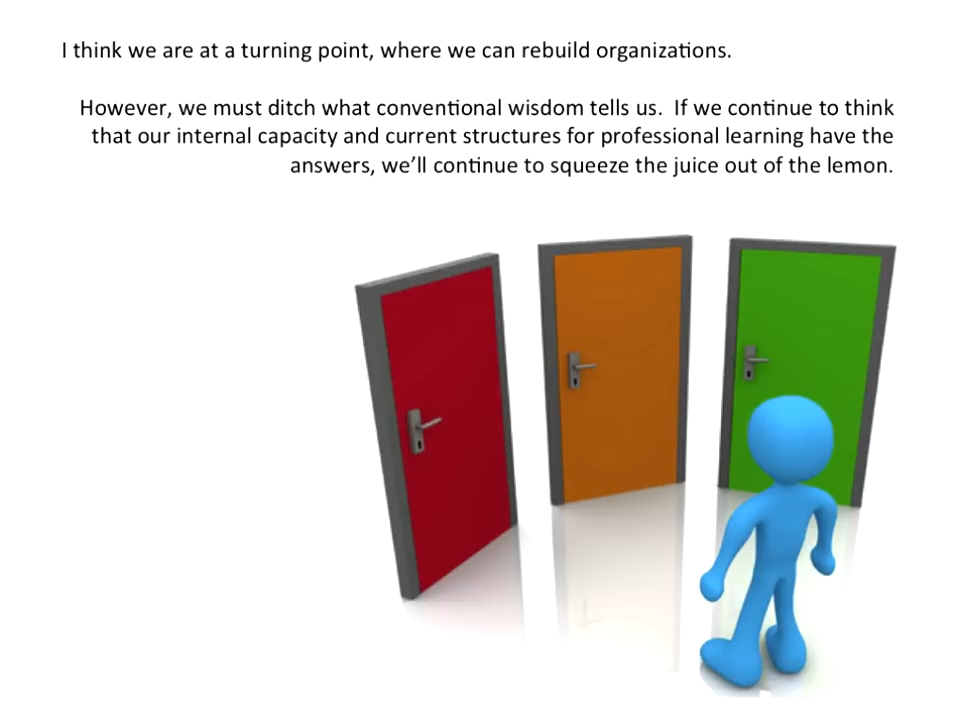 I think we are at a turning point, where we can rebuild organizations.
However, we must ditch what conventional wisdom tells us.  If we continue to think
that our internal capacity and current structures for professional learning have the
answers, we’ll continue to squeeze the juice out of the lemon.